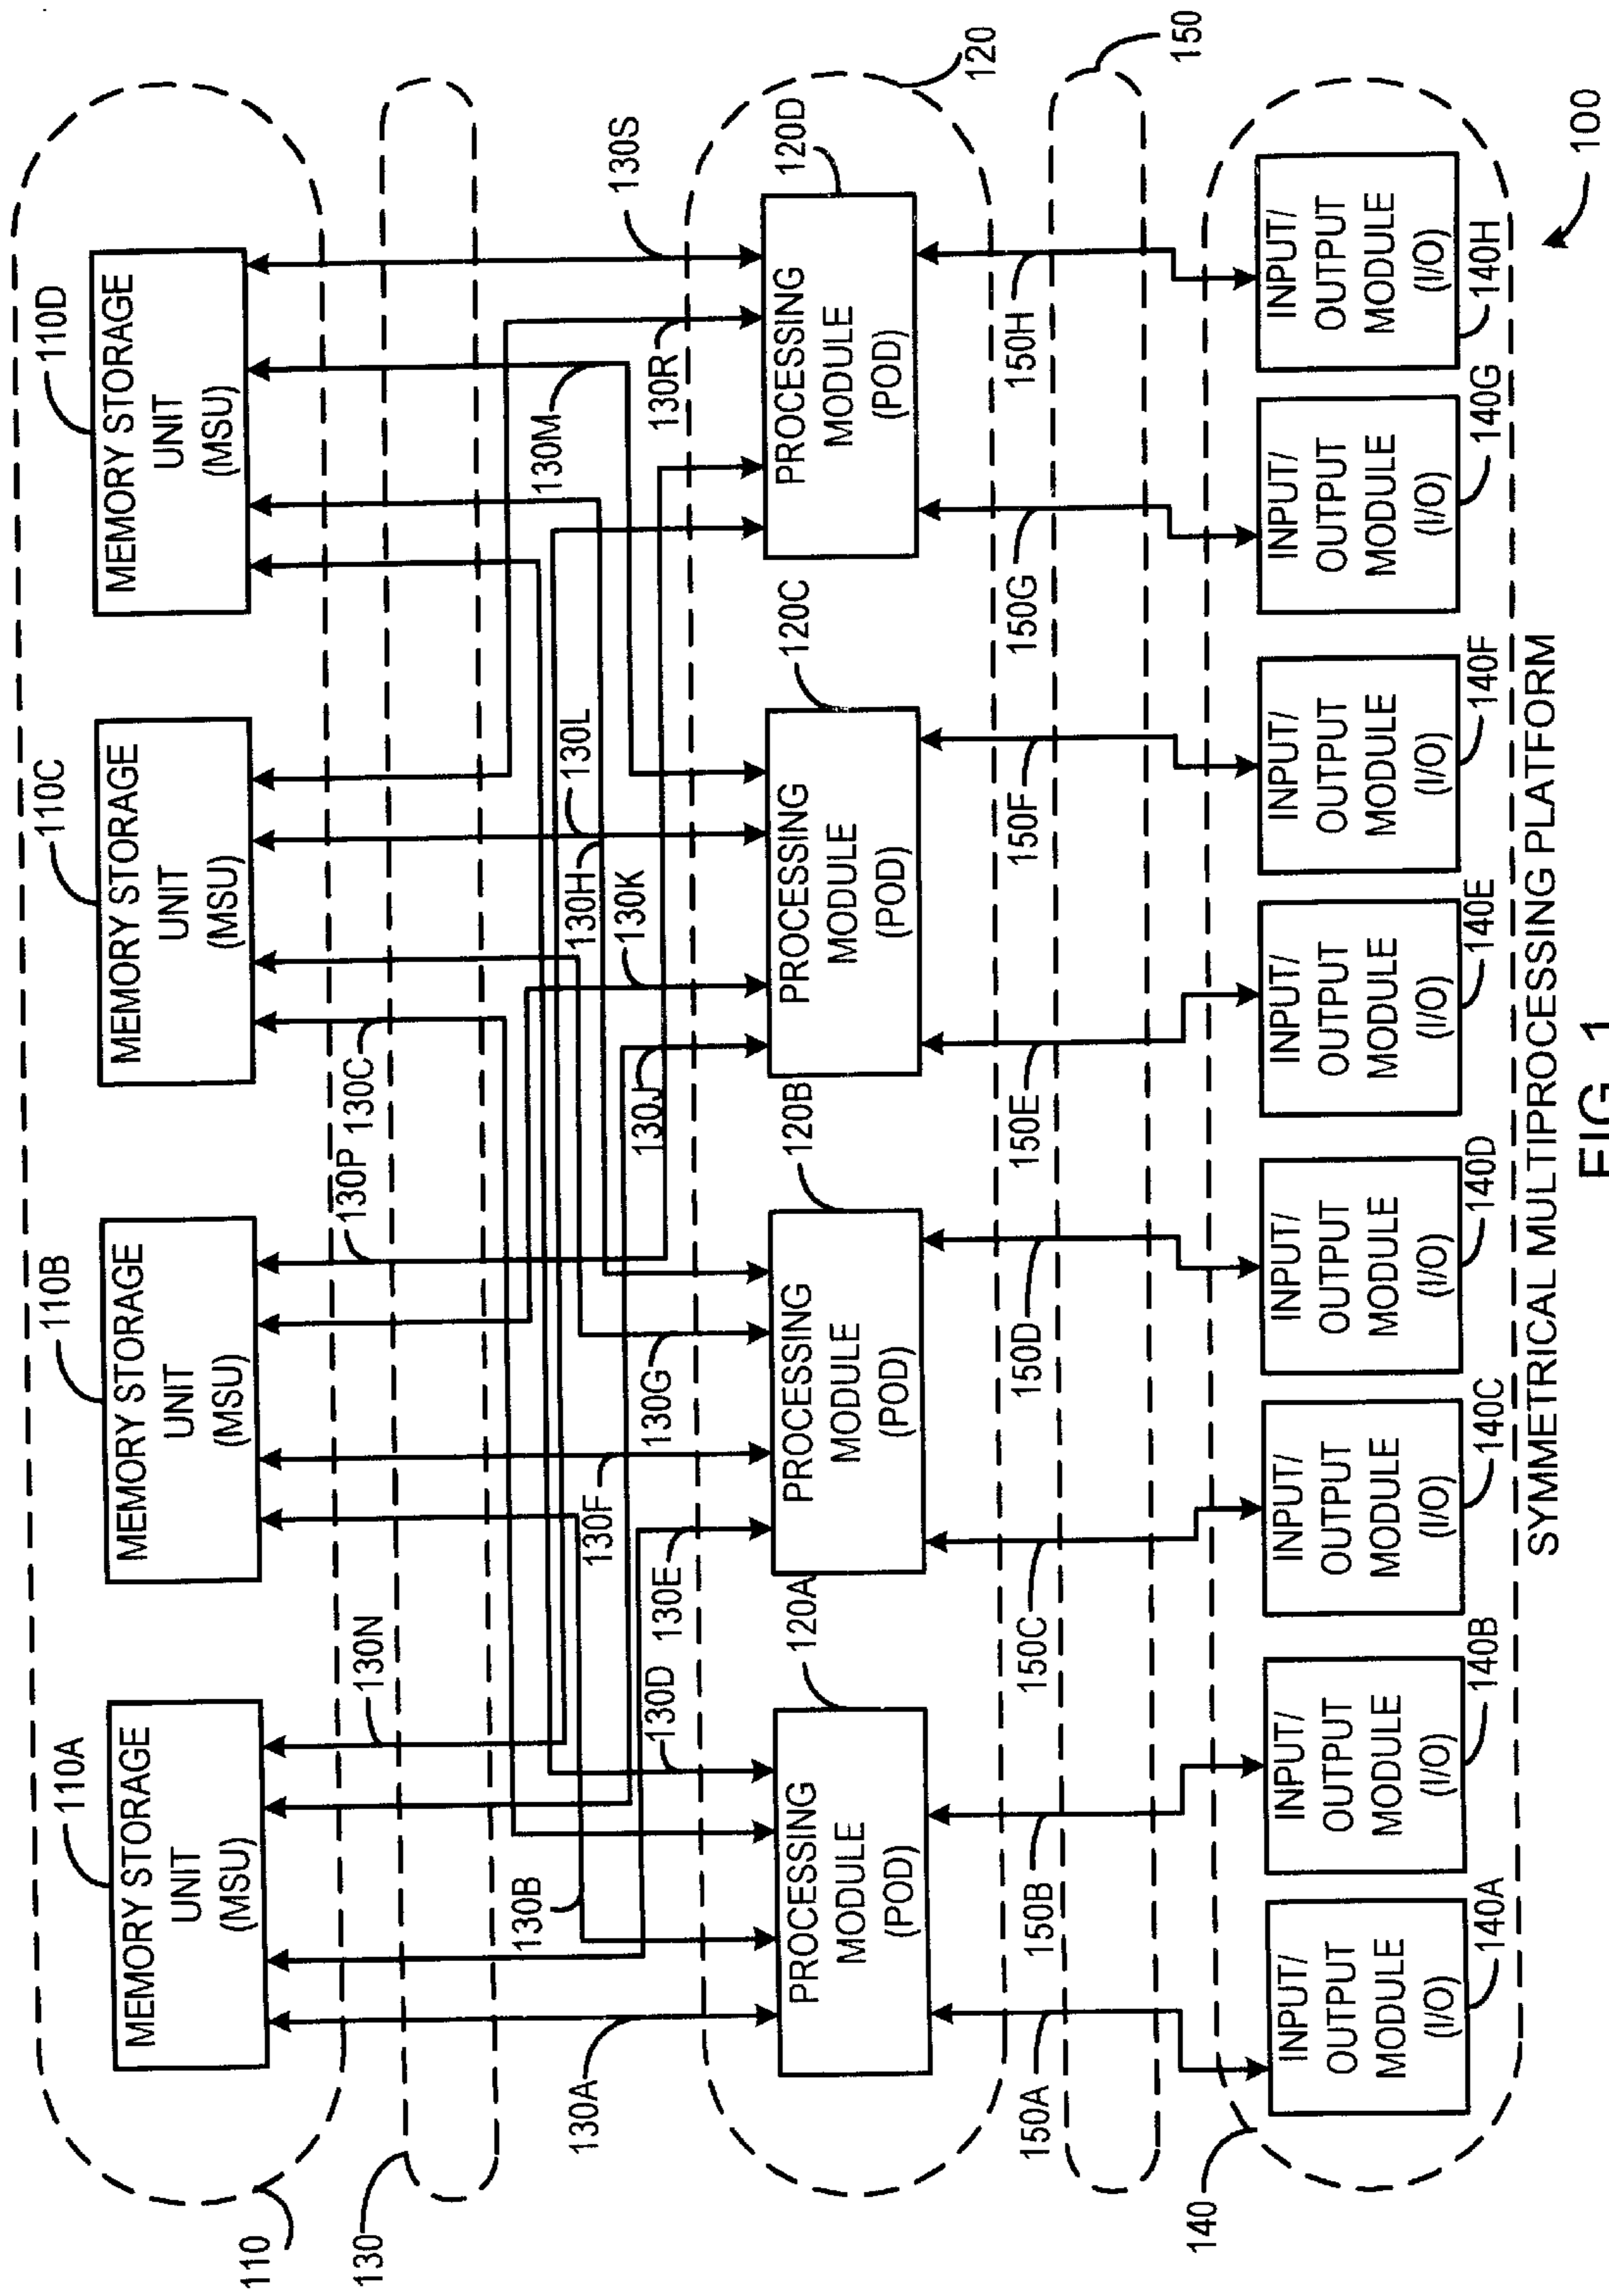 110
110A
MEMORY STORAGE
UNIT
(MSU)
110B
MEMORY STORAGE
UNIT
(MSU)
110C
MEMORY STORAGE
UNIT
(MSU)
110D
MEMORY STORAGE
UNIT
(MSU)
130
130N
130P
130C
130A
130B
130D
130E
130F
130G
130J
130K
130H
130L
130M
130R
130S
120A
PROCESSING
MODULE
(POD)
120B
PROCESSING
MODULE
(POD)
120C
PROCESSING
MODULE
(POD)
120D
PROCESSING
MODULE
(POD)
120
150A
150B
150C
150D
150E
150F
150G
150H
150
140
INPUT/
OUTPUT
MODULE
(I/O)
140A
INPUT/
OUTPUT
MODULE
(I/O)
140B
INPUT/
OUTPUT
MODULE
(I/O)
140C
INPUT/
OUTPUT
MODULE
(I/O)
140D
INPUT/
OUTPUT
MODULE
(I/O)
140E
INPUT/
OUTPUT
MODULE
(I/O)
140F
INPUT/
OUTPUT
MODULE
(I/O)
140G
INPUT/
OUTPUT
MODULE
(I/O)
140H
100
SYMMETRICAL MULTIPROCESSING PLATFORM
FIG. 1